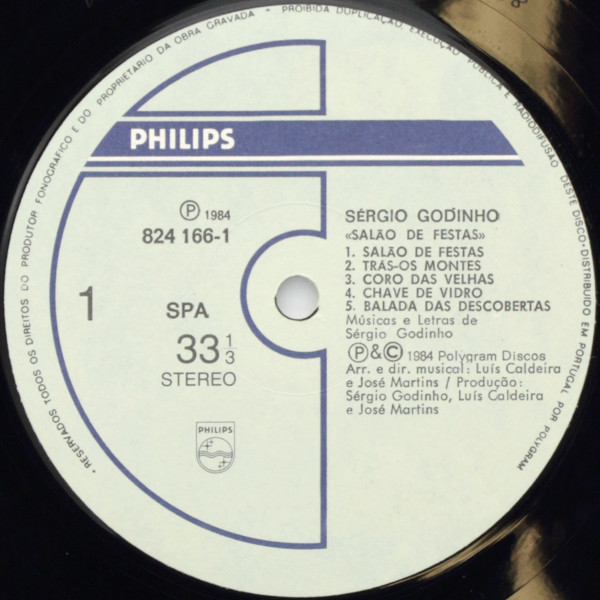 • RESERVADOS TODOS OS DIREITOS DO PRODUTOR FONOGRÁFICO E DO PROPRIETÁRIO DA OBRA GRAVADA • PROIBIDA DUPLICAÇÃO, EXECUÇÃO PÚBLICA E RADIODIFUSÃO DESTE DISCO • DISTRIBUÍDO EM PORTUGAL POR POLYGRAM
PHILIPS
Ⓟ 1984
824 166-1
1
SPA
33 1/3
STEREO
PHILIPS
SÉRGIO GODINHO
«SALÃO DE FESTAS»
1. SALÃO DE FESTAS
2. TRÁS-OS MONTES
3. CORO DAS VELHAS
4. CHAVE DE VIDRO
5. BALADA DAS DESCOBERTAS
Músicas e Letras de
Sérgio Godinho
Ⓟ&© 1984 Polygram Discos
Arr. e dir. musical: Luís Caldeira
e José Martins / Produção:
Sérgio Godinho, Luís Caldeira
e José Martins